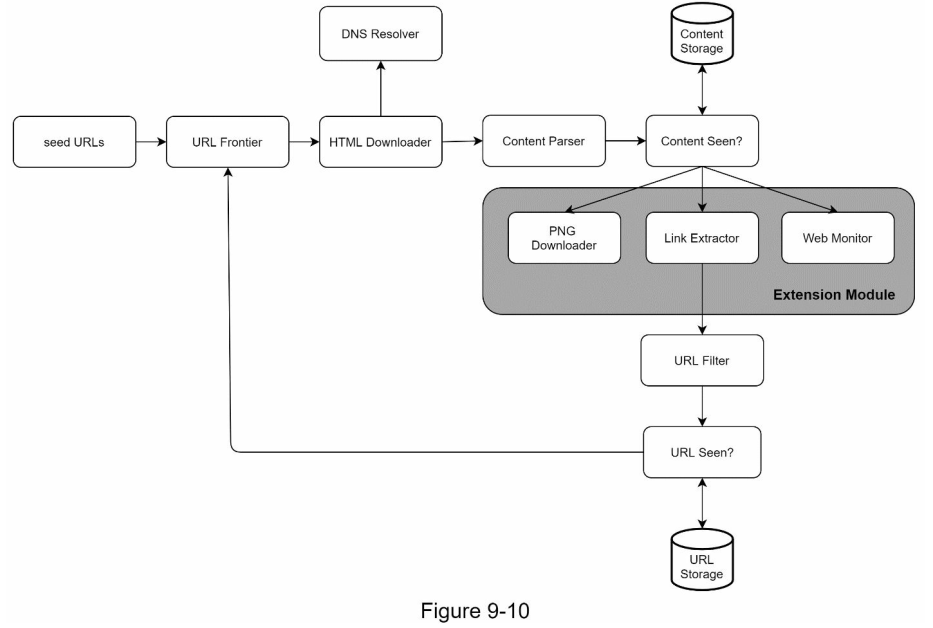 DNS Resolver
Content
Storage
seed URLs
URL Frontier
HTML Downloader
Content Parser
Content Seen?
PNG
Downloader
Link Extractor
Web Monitor
Extension Module
URL Filter
URL Seen?
URL
Storage
Figure 9-10